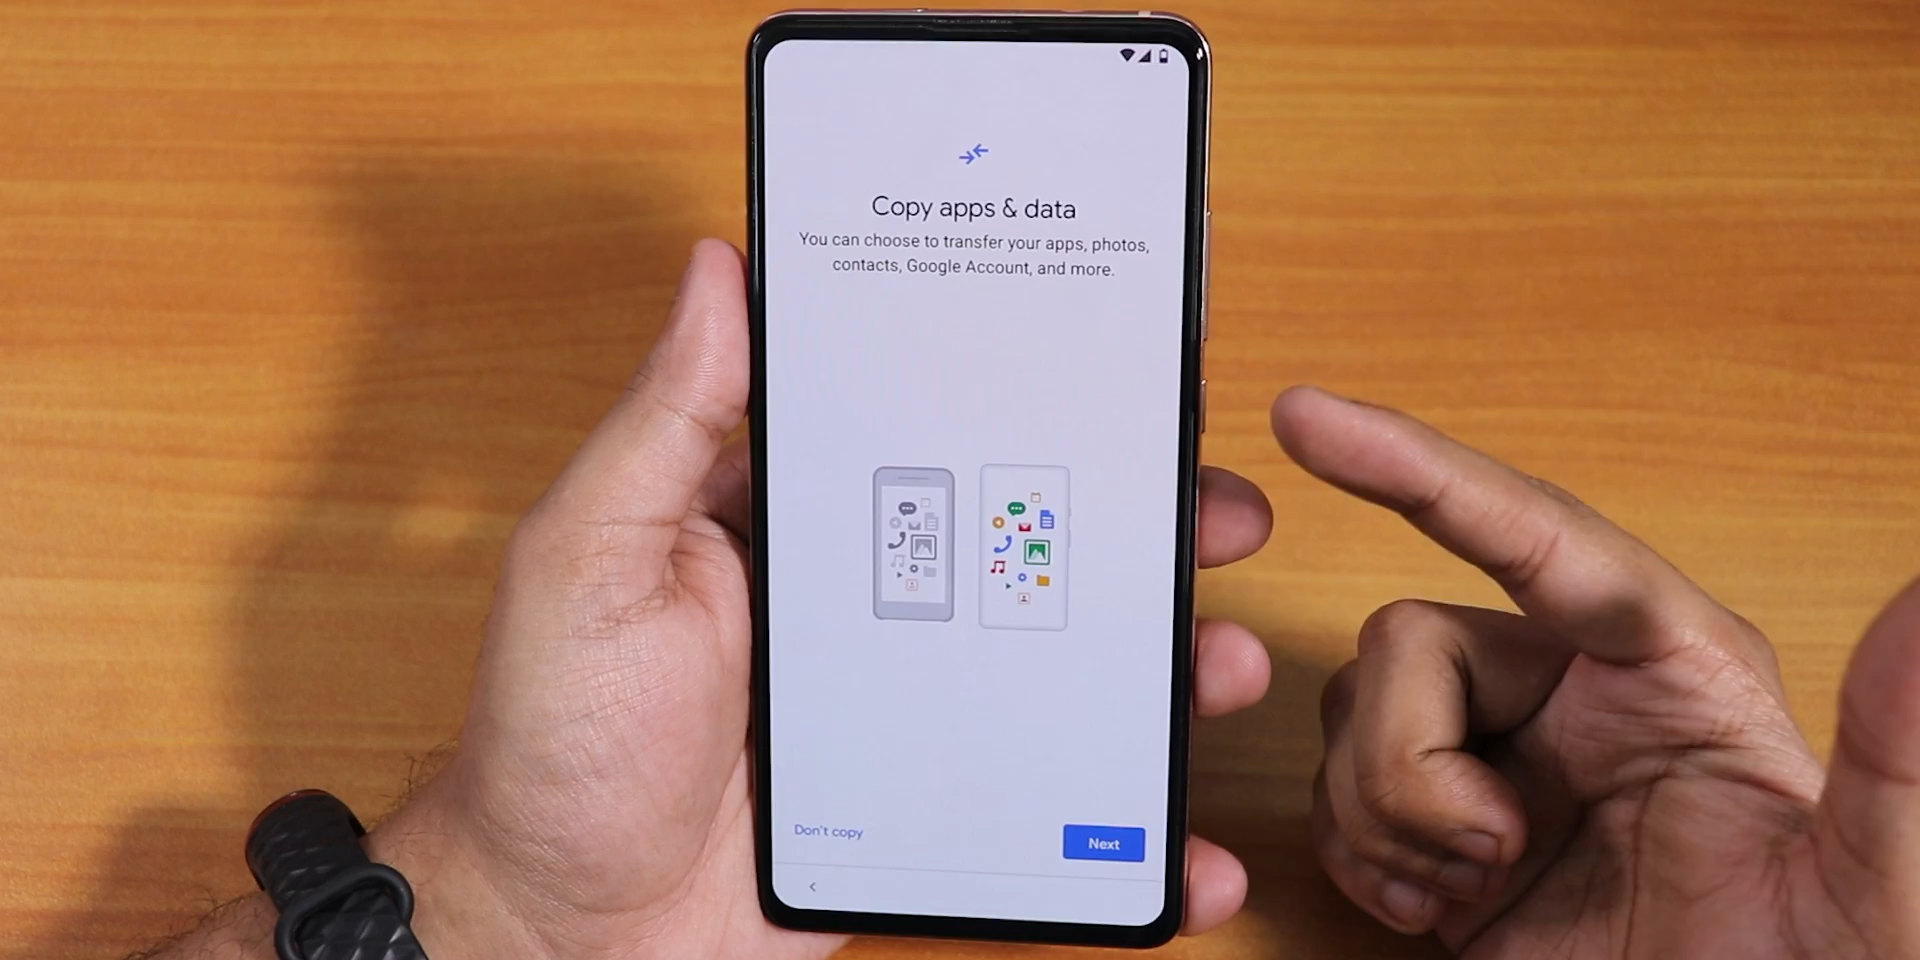 Copy apps & data
You can choose to transfer your apps, photos,
contacts, Google Account, and more.
Don't copy
Next